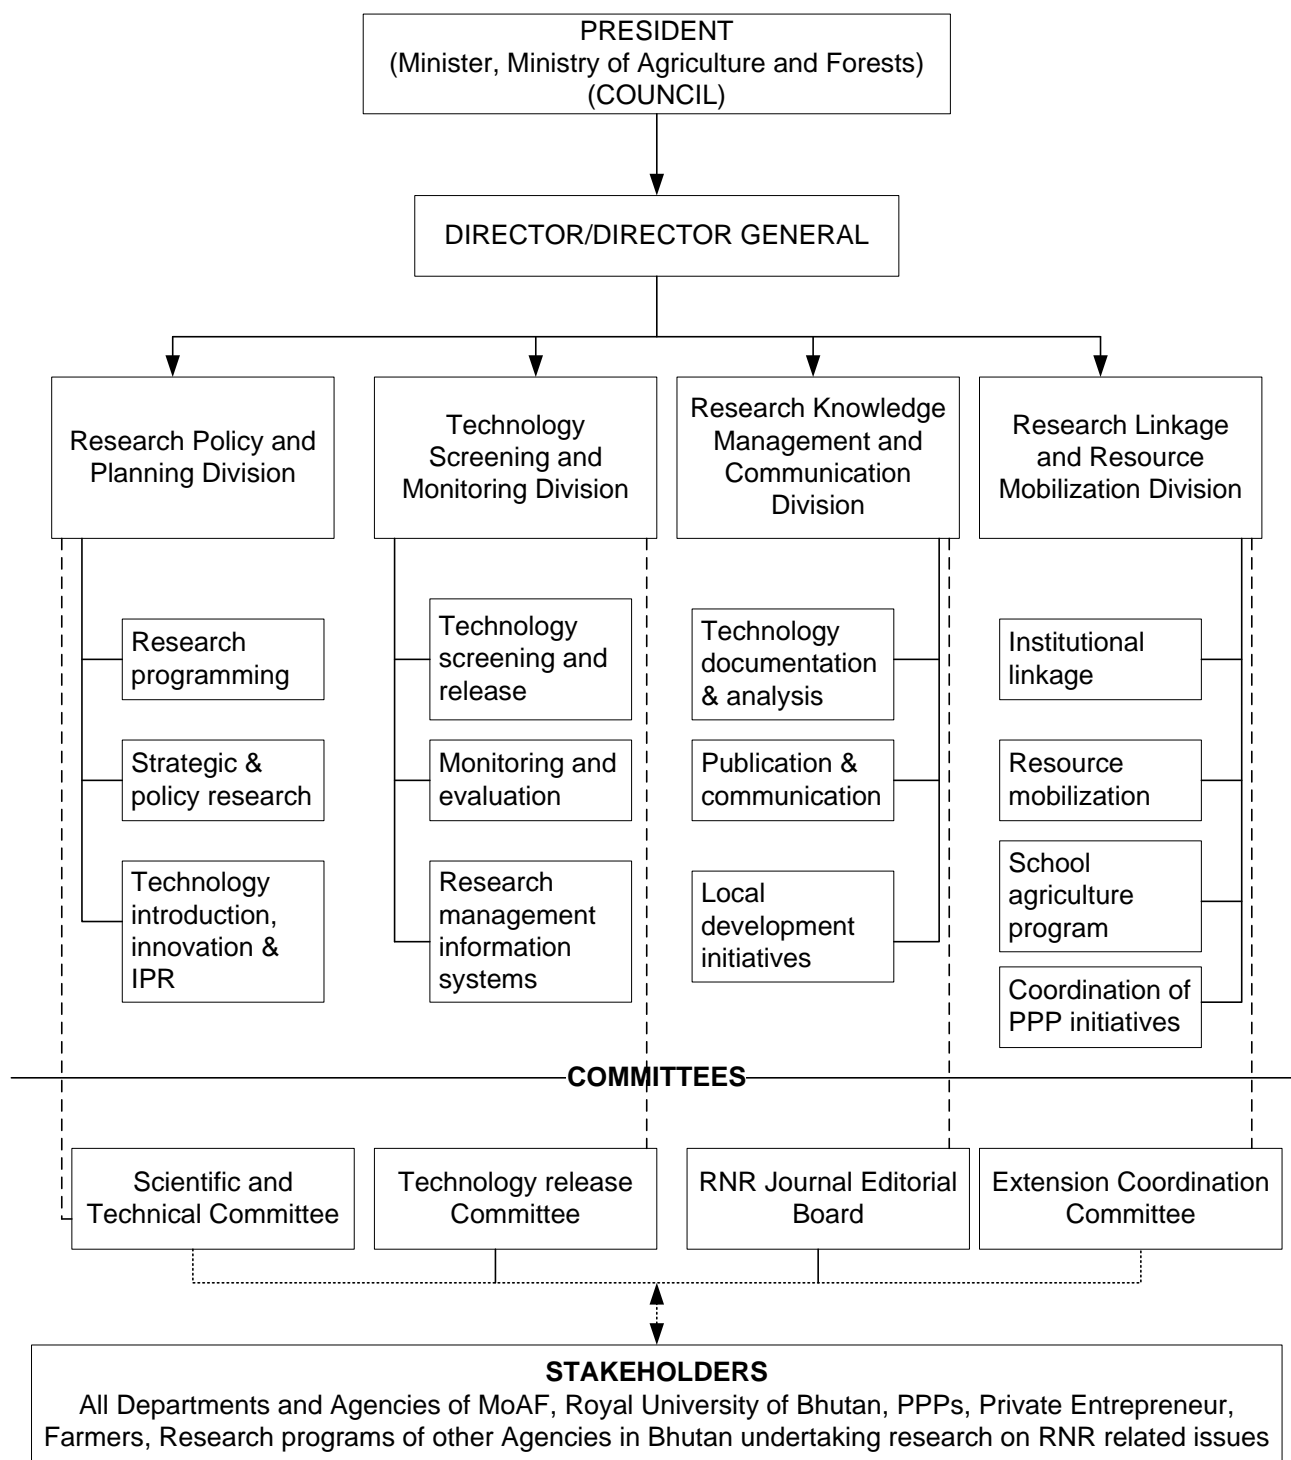 PRESIDENT
(Minister, Ministry of Agriculture and Forests)
(COUNCIL)
DIRECTOR/DIRECTOR GENERAL
Research Policy and
Planning Division
Technology
Screening and
Monitoring Division
Research Knowledge
Management and
Communication
Division
Research Linkage
and Resource
Mobilization Division
Research
programming
Strategic &
policy research
Technology
introduction,
innovation &
IPR
Technology
screening and
release
Monitoring and
evaluation
Research
management
information
systems
Technology
documentation
& analysis
Publication &
communication
Local
development
initiatives
Institutional
linkage
Resource
mobilization
School
agriculture
program
Coordination of
PPP initiatives
COMMITTEES
Scientific and
Technical Committee
Technology release
Committee
RNR Journal Editorial
Board
Extension Coordination
Committee
STAKEHOLDERS
All Departments and Agencies of MoAF, Royal University of Bhutan, PPPs, Private Entrepreneur,
Farmers, Research programs of other Agencies in Bhutan undertaking research on RNR related issues